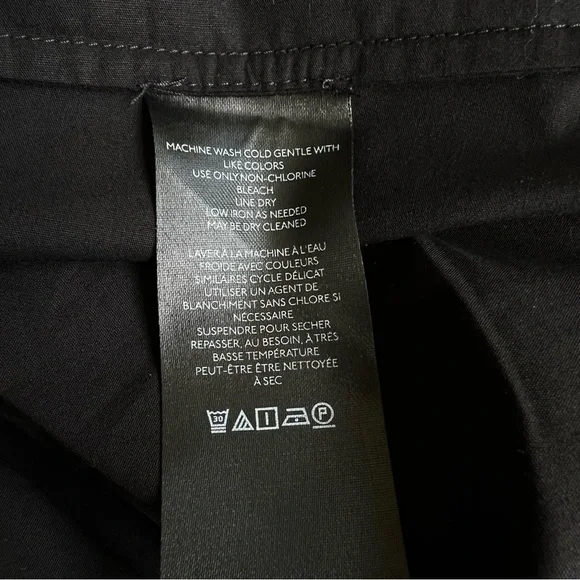 MACHINE WASH COLD GENTLE WITH
LIKE COLORS
USE ONLY NON-CHLORINE
BLEACH
LINE DRY
LOW IRON AS NEEDED
MAY BE DRY CLEANED
LAVER À LA MACHINE À L'EAU
FROIDE AVEC COULEURS
SIMILAIRES CYCLE DÉLICAT
UTILISER UN AGENT DE
BLANCHIMENT SANS CHLORE SI
NÉCESSAIRE
SUSPENDRE POUR SÉCHER
REPASSER, AU BESOIN, À TRÈS
BASSE TEMPÉRATURE
PEUT-ÊTRE ÊTRE NETTOYÉE
À SEC
30 P